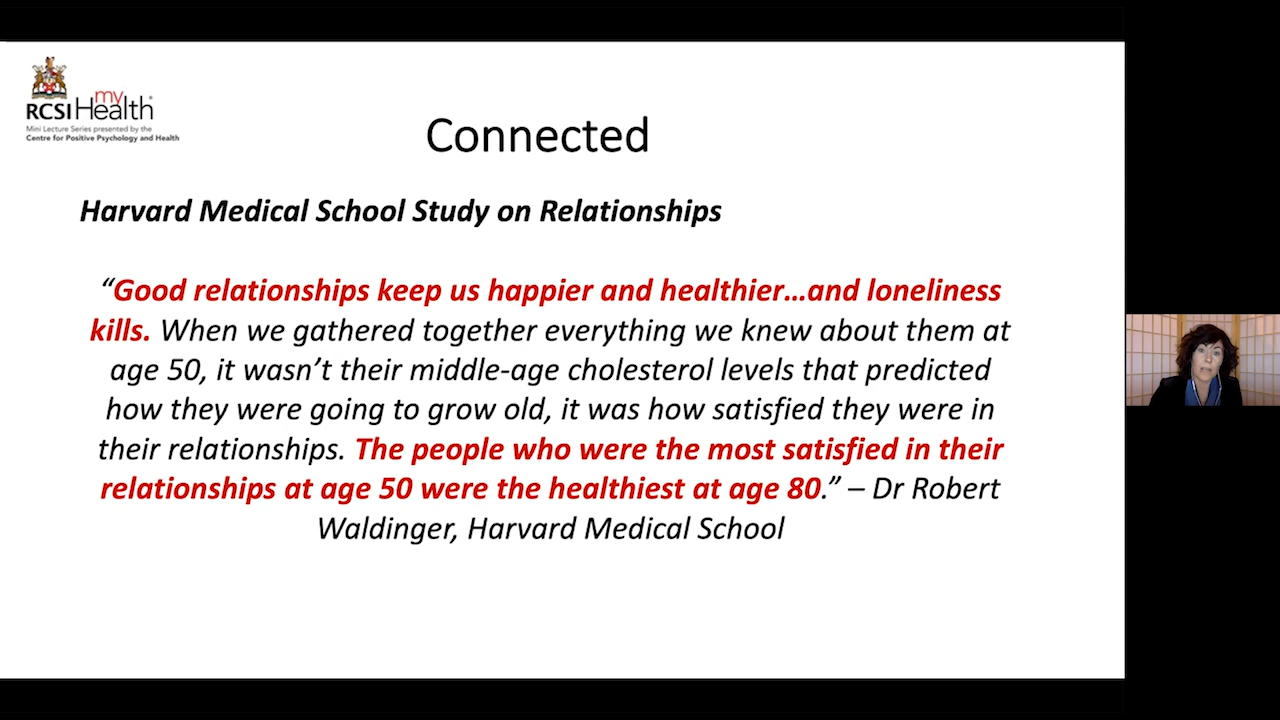 my
RCSI Health
Mini Lecture Series presented by the
Centre for Positive Psychology and Health
Connected
Harvard Medical School Study on Relationships
“Good relationships keep us happier and healthier…and loneliness
kills. When we gathered together everything we knew about them at
age 50, it wasn’t their middle-age cholesterol levels that predicted
how they were going to grow old, it was how satisfied they were in
their relationships. The people who were the most satisfied in their
relationships at age 50 were the healthiest at age 80.” – Dr Robert
Waldinger, Harvard Medical School